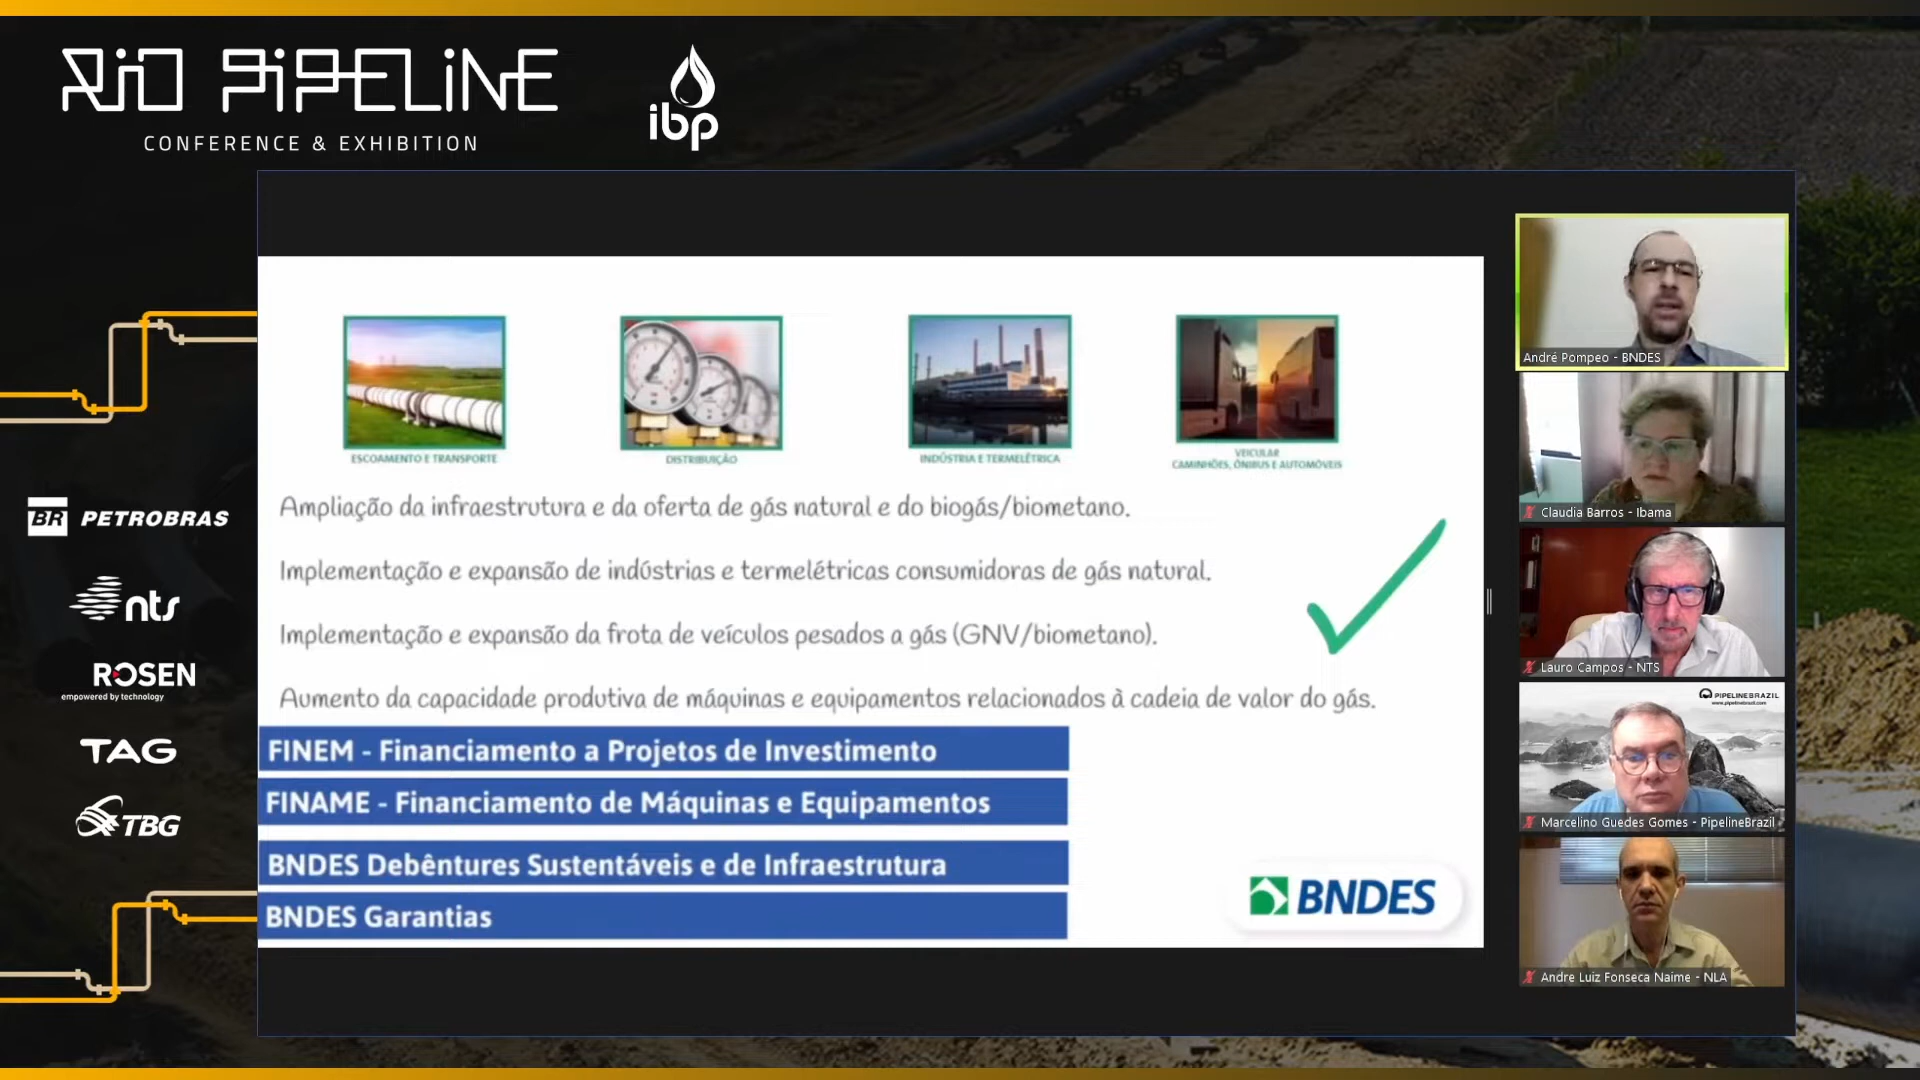 RiO PiPELiNE
CONFERENCE & EXHIBITION
ibp
BR PETROBRAS
nts
ROSEN
empowered by technology
TAG
TBG
ESCOAMENTO E TRANSPORTE
DISTRIBUIÇÃO
INDÚSTRIA E TERMELÉTRICA
VEICULAR
CAMINHÕES, ÔNIBUS E AUTOMÓVEIS
Ampliação da infraestrutura e da oferta de gás natural e do biogás/biometano.
Implementação e expansão de indústrias e termelétricas consumidoras de gás natural.
Implementação e expansão da frota de veículos pesados a gás (GNV/biometano).
Aumento da capacidade produtiva de máquinas e equipamentos relacionados à cadeia de valor do gás.
FINEM - Financiamento a Projetos de Investimento
FINAME - Financiamento de Máquinas e Equipamentos
BNDES Debêntures Sustentáveis e de Infraestrutura
BNDES Garantias
BNDES
André Pompeo - BNDES
Claudia Barros - Ibama
Lauro Campos - NTS
PIPELINEBRAZIL
www.pipelinebrazil.com
Marcelino Guedes Gomes - PipelineBrazil
Andre Luiz Fonseca Naime - NLA